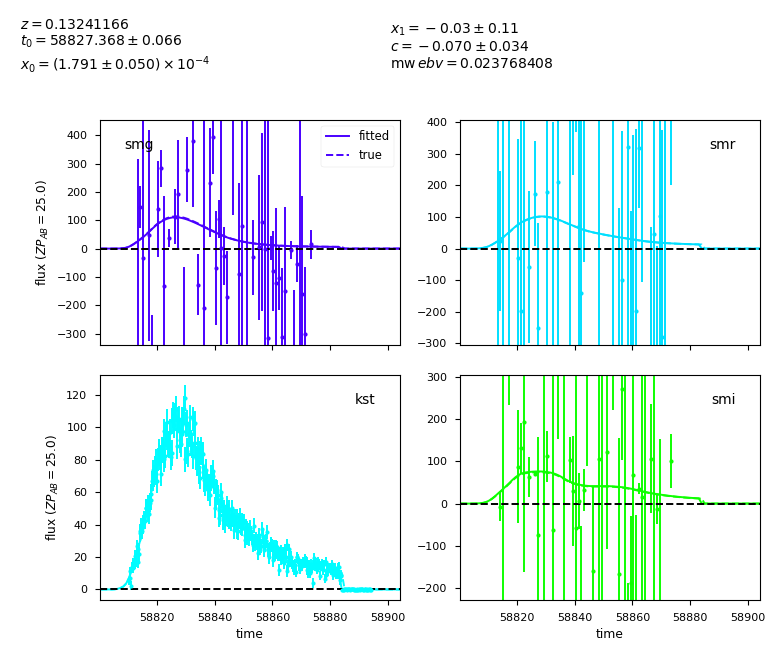 z = 0.13241166
t₀ = 58827.368 ± 0.066
x₀ = (1.791 ± 0.050) × 10⁻⁴
x₁ = −0.03 ± 0.11
c = −0.070 ± 0.034
mw ebv = 0.023768408
smg
fitted
true
400
300
200
100
0
−100
−200
−300
flux (ZP_AB = 25.0)
smr
400
300
200
100
0
−100
−200
−300
kst
120
100
80
60
40
20
0
flux (ZP_AB = 25.0)
58820 58840 58860 58880 58900
time
smi
300
200
100
0
−100
−200
58820 58840 58860 58880 58900
time